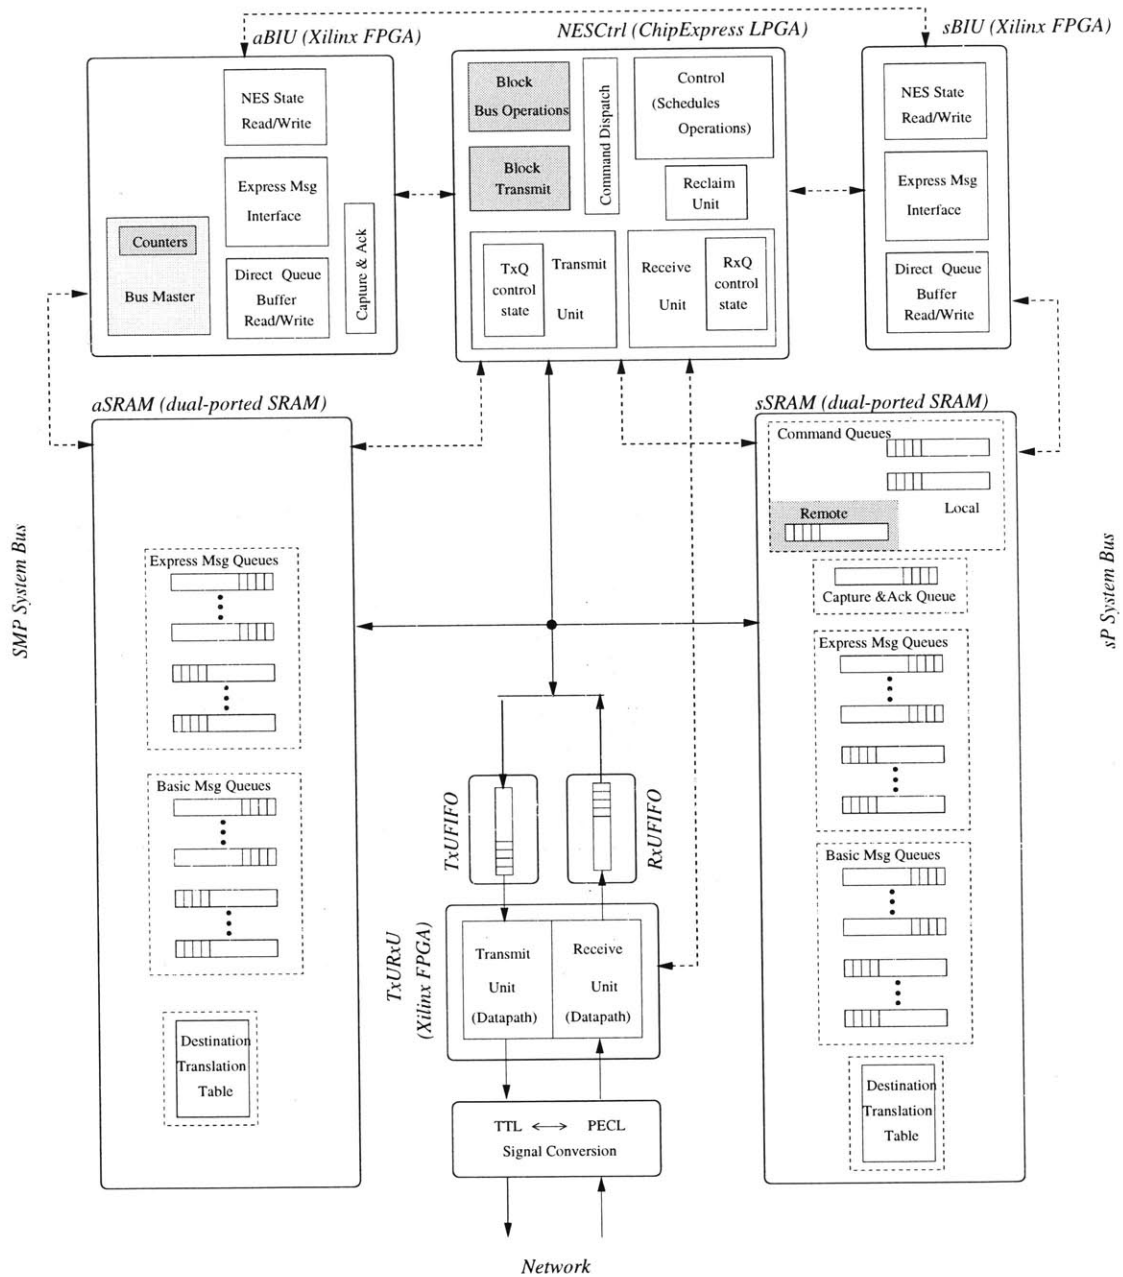 aBIU (Xilinx FPGA)
NESCtrl (ChipExpress LPGA)
sBIU (Xilinx FPGA)
NES State
Read/Write
Express Msg
Interface
Counters
Bus Master
Direct Queue
Buffer
Read/Write
Capture & Ack
Block
Bus Operations
Block
Transmit
Command Dispatch
Control
(Schedules
Operations)
Reclaim
Unit
TxQ
control
state
Transmit
Unit
Receive
Unit
RxQ
control
state
NES State
Read/Write
Express Msg
Interface
Direct Queue
Buffer
Read/Write
aSRAM (dual-ported SRAM)
sSRAM (dual-ported SRAM)
SMP System Bus
Express Msg Queues
Basic Msg Queues
Destination
Translation
Table
TxUFIFO
RxUFIFO
TxURxU
(Xilinx FPGA)
Transmit
Unit
(Datapath)
Receive
Unit
(Datapath)
TTL PECL
Signal Conversion
Network
Command Queues
Local
Remote
Capture &Ack Queue
Express Msg Queues
Basic Msg Queues
Destination
Translation
Table
sP System Bus